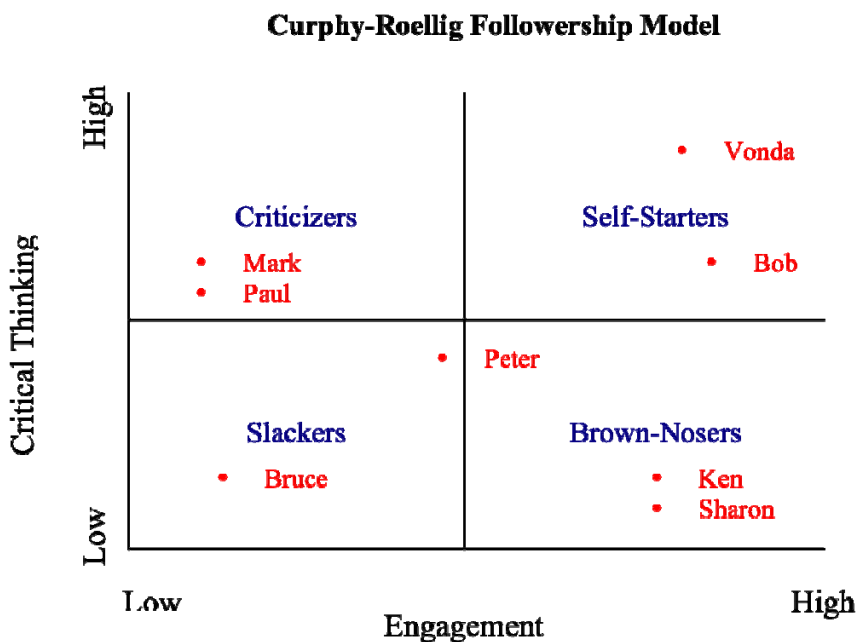 Curphy-Roellig Followership Model
High
Vonda
Criticizers
Self-Starters
Mark
Bob
Paul
Critical Thinking
Peter
Slackers
Brown-Nosers
Bruce
Ken
Sharon
Low
Low
High
Engagement